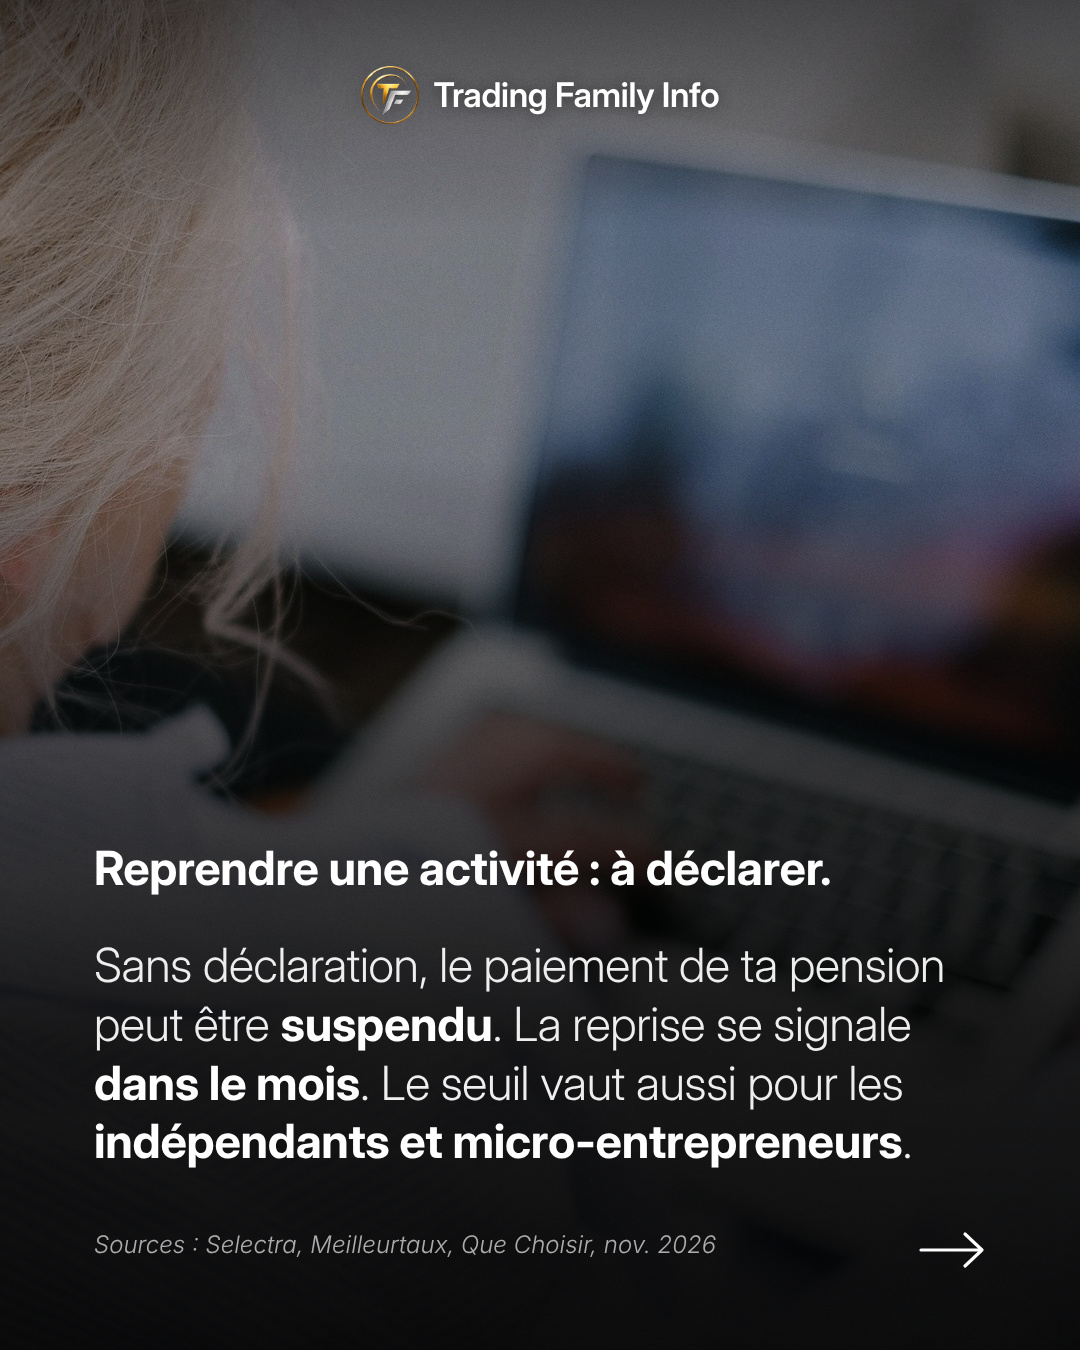 TF Trading Family Info
Reprendre une activité : à déclarer.
Sans déclaration, le paiement de ta pension
peut être suspendu. La reprise se signale
dans le mois. Le seuil vaut aussi pour les
indépendants et micro-entrepreneurs.
Sources : Selectra, Meilleurtaux, Que Choisir, nov. 2026